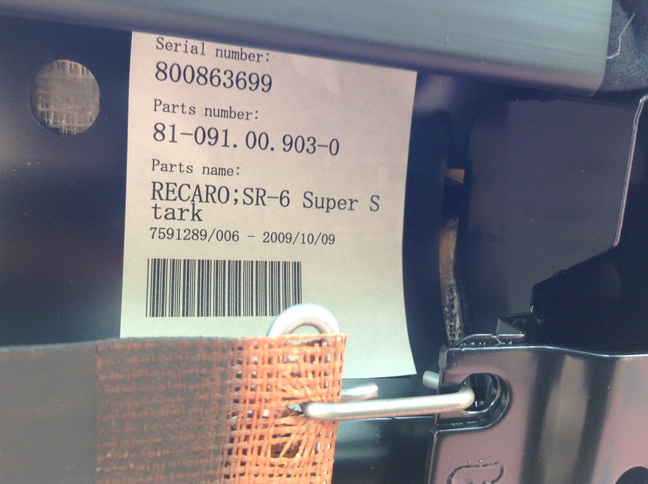 Serial number:
800863699
Parts number:
81-091.00.903-0
Parts name:
RECARO;SR-6 Super S
tark
7591289/006 - 2009/10/09